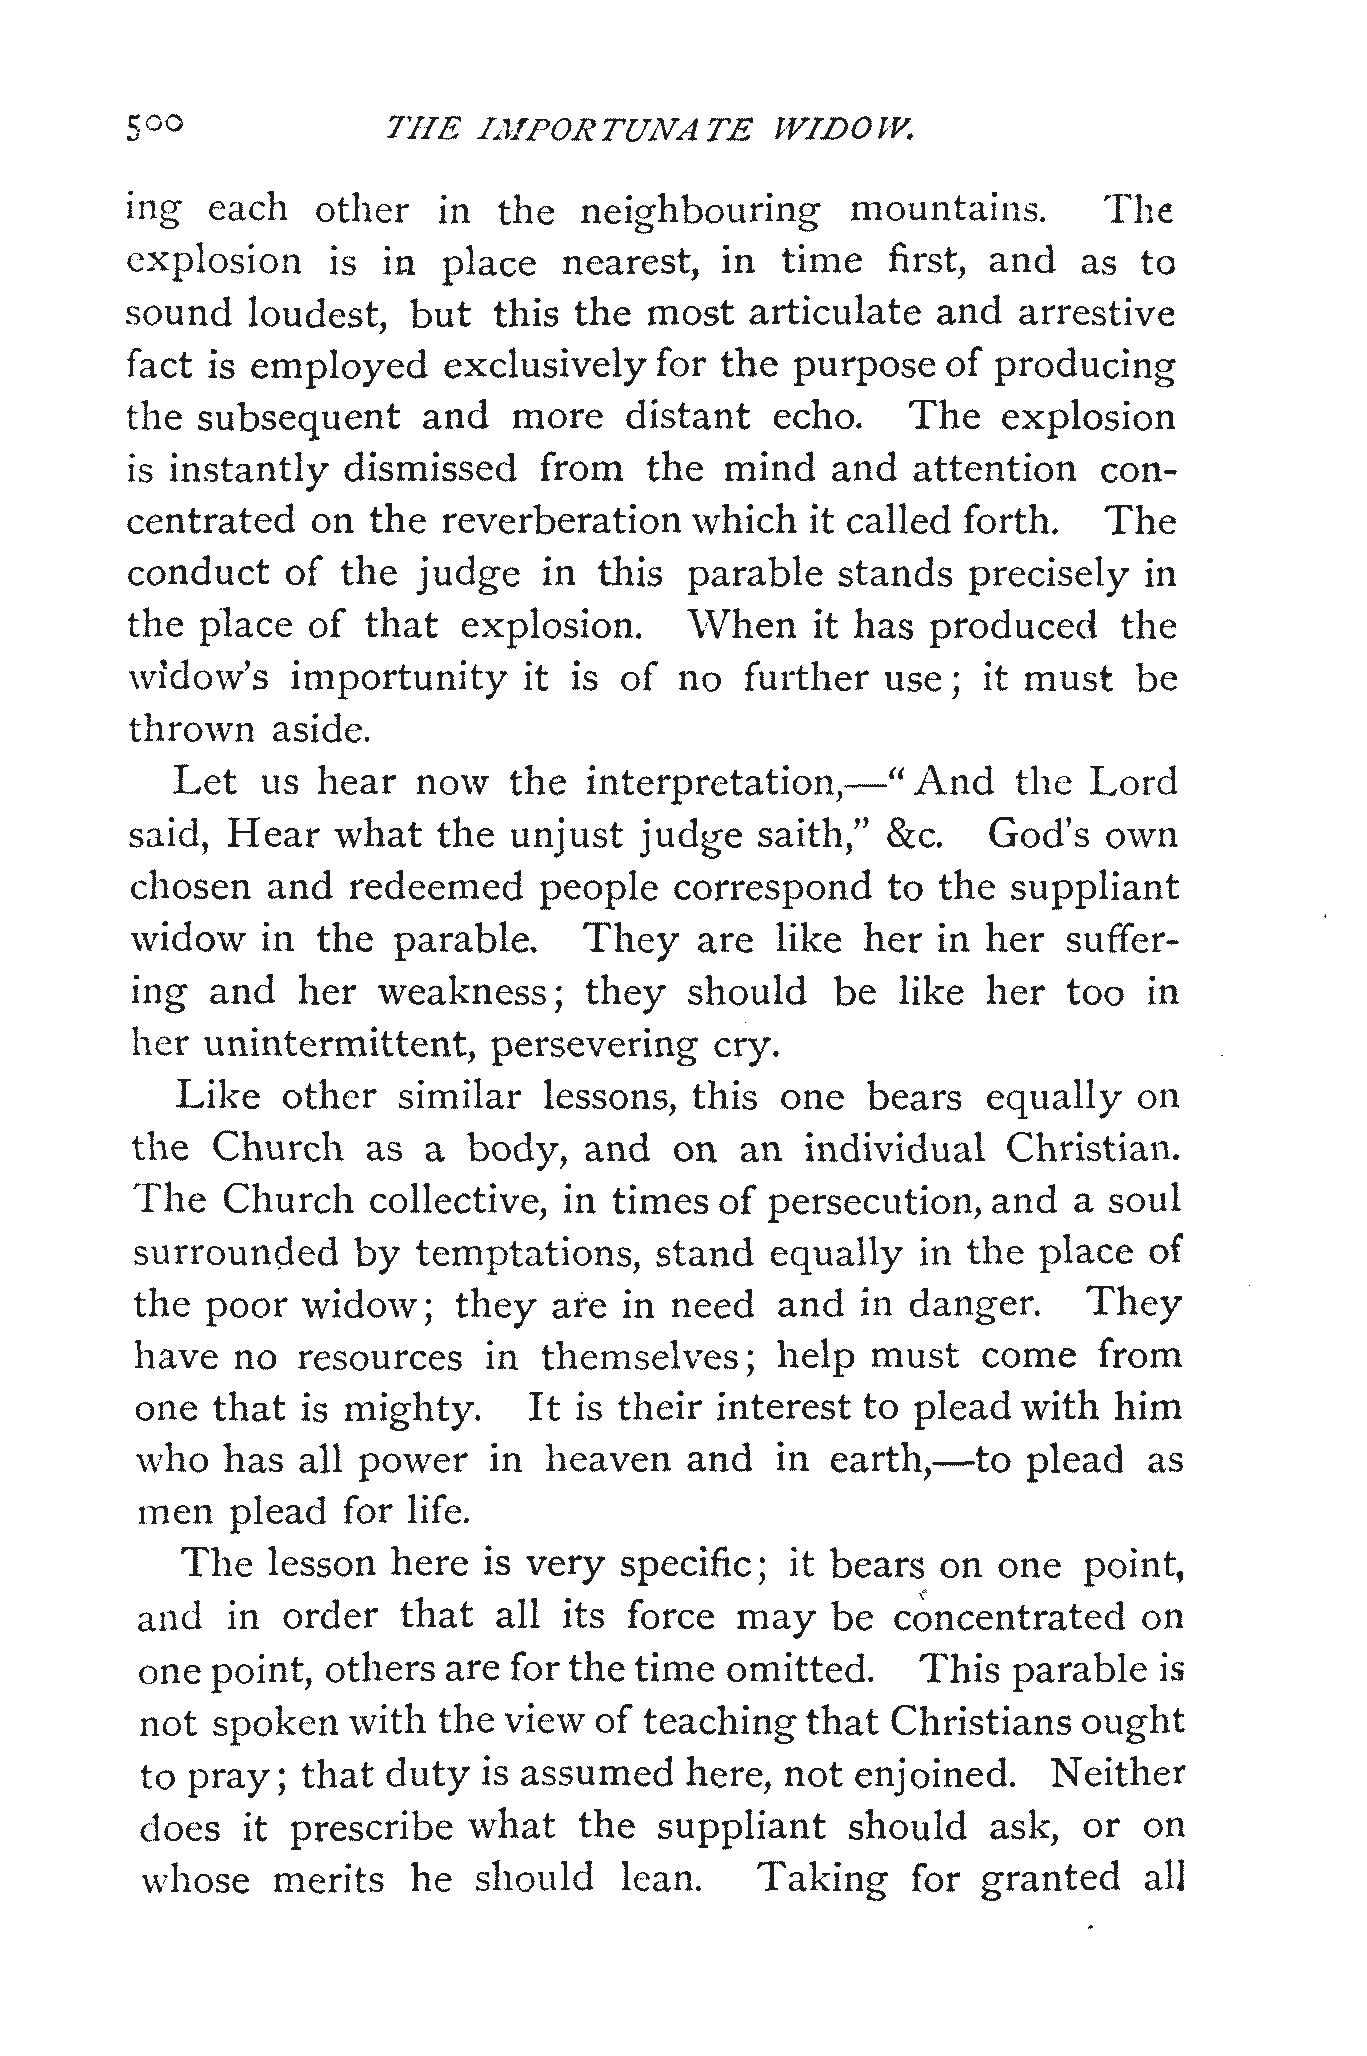 500 THE IMPORTUNATE WIDOW.
ing each other in the neighbouring mountains. The
explosion is in place nearest, in time first, and as to
sound loudest, but this the most articulate and arrestive
fact is employed exclusively for the purpose of producing
the subsequent and more distant echo. The explosion
is instantly dismissed from the mind and attention con-
centrated on the reverberation which it called forth. The
conduct of the judge in this parable stands precisely in
the place of that explosion. When it has produced the
widow's importunity it is of no further use; it must be
thrown aside.
Let us hear now the interpretation,—“And the Lord
said, Hear what the unjust judge saith,” &c. God's own
chosen and redeemed people correspond to the suppliant
widow in the parable. They are like her in her suffer-
ing and her weakness; they should be like her too in
her unintermittent, persevering cry.
Like other similar lessons, this one bears equally on
the Church as a body, and on an individual Christian.
The Church collective, in times of persecution, and a soul
surrounded by temptations, stand equally in the place of
the poor widow; they are in need and in danger. They
have no resources in themselves; help must come from
one that is mighty. It is their interest to plead with him
who has all power in heaven and in earth,—to plead as
men plead for life.
The lesson here is very specific; it bears on one point,
and in order that all its force may be concentrated on
one point, others are for the time omitted. This parable is
not spoken with the view of teaching that Christians ought
to pray; that duty is assumed here, not enjoined. Neither
does it prescribe what the suppliant should ask, or on
whose merits he should lean. Taking for granted all